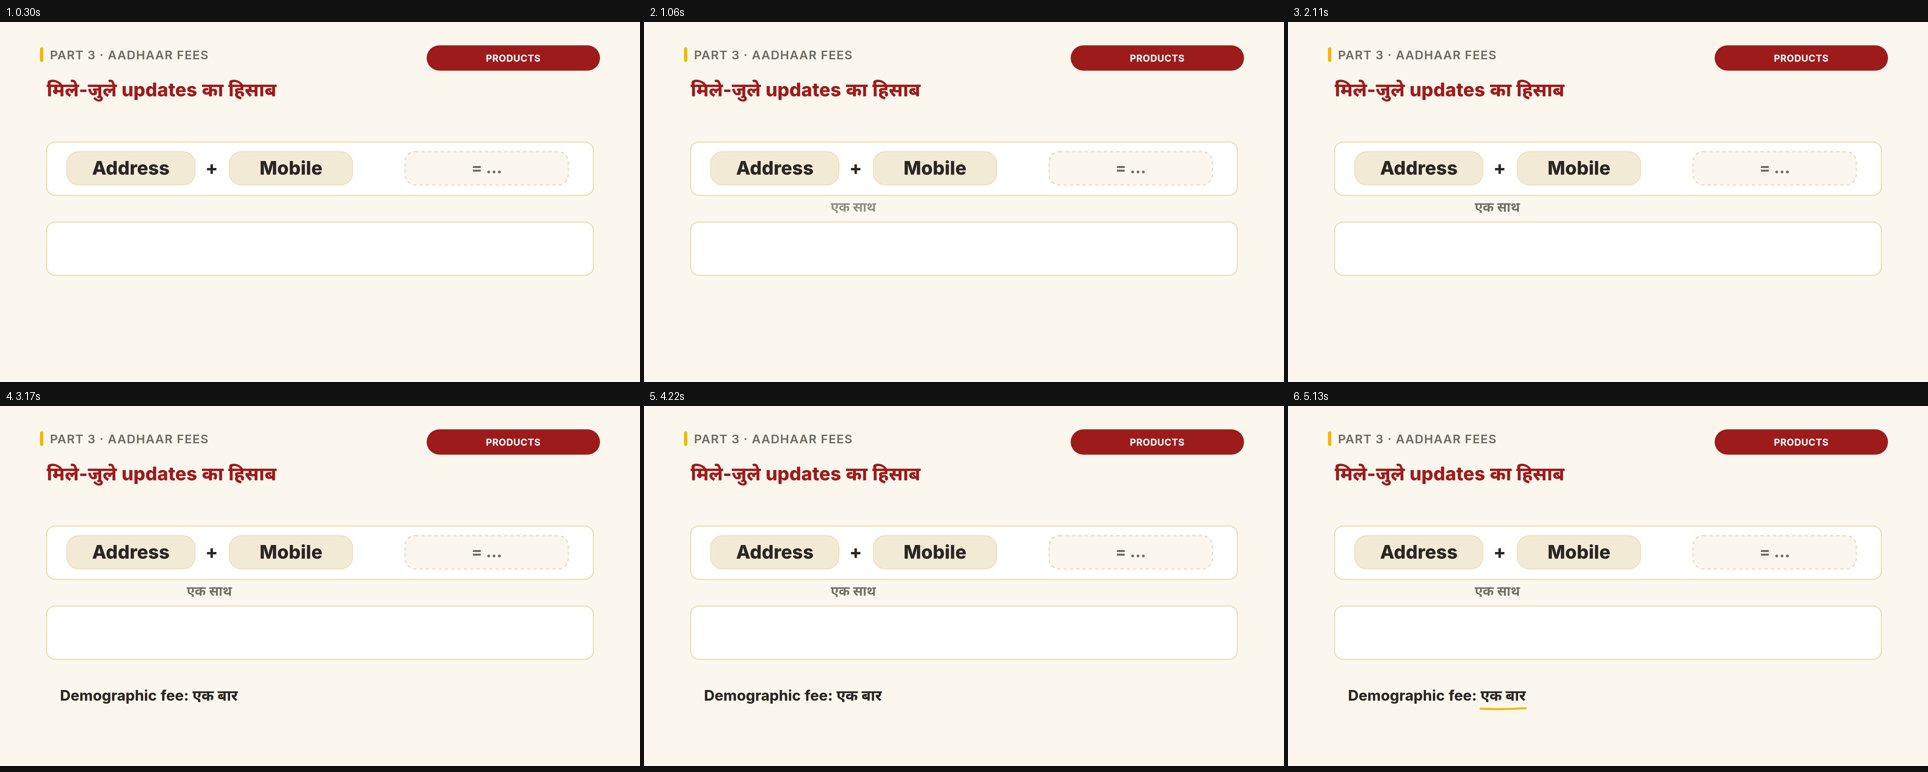 1. 0.30s
PART 3 · AADHAAR FEES
PRODUCTS
मिले-जुले updates का हिसाब
Address + Mobile = ...
2. 1.06s
PART 3 · AADHAAR FEES
PRODUCTS
मिले-जुले updates का हिसाब
Address + Mobile = ...
एक साथ
3. 2.11s
PART 3 · AADHAAR FEES
PRODUCTS
मिले-जुले updates का हिसाब
Address + Mobile = ...
एक साथ
4. 3.17s
PART 3 · AADHAAR FEES
PRODUCTS
मिले-जुले updates का हिसाब
Address + Mobile = ...
एक साथ
Demographic fee: एक बार
5. 4.22s
PART 3 · AADHAAR FEES
PRODUCTS
मिले-जुले updates का हिसाब
Address + Mobile = ...
एक साथ
Demographic fee: एक बार
6. 5.13s
PART 3 · AADHAAR FEES
PRODUCTS
मिले-जुले updates का हिसाब
Address + Mobile = ...
एक साथ
Demographic fee: एक बार